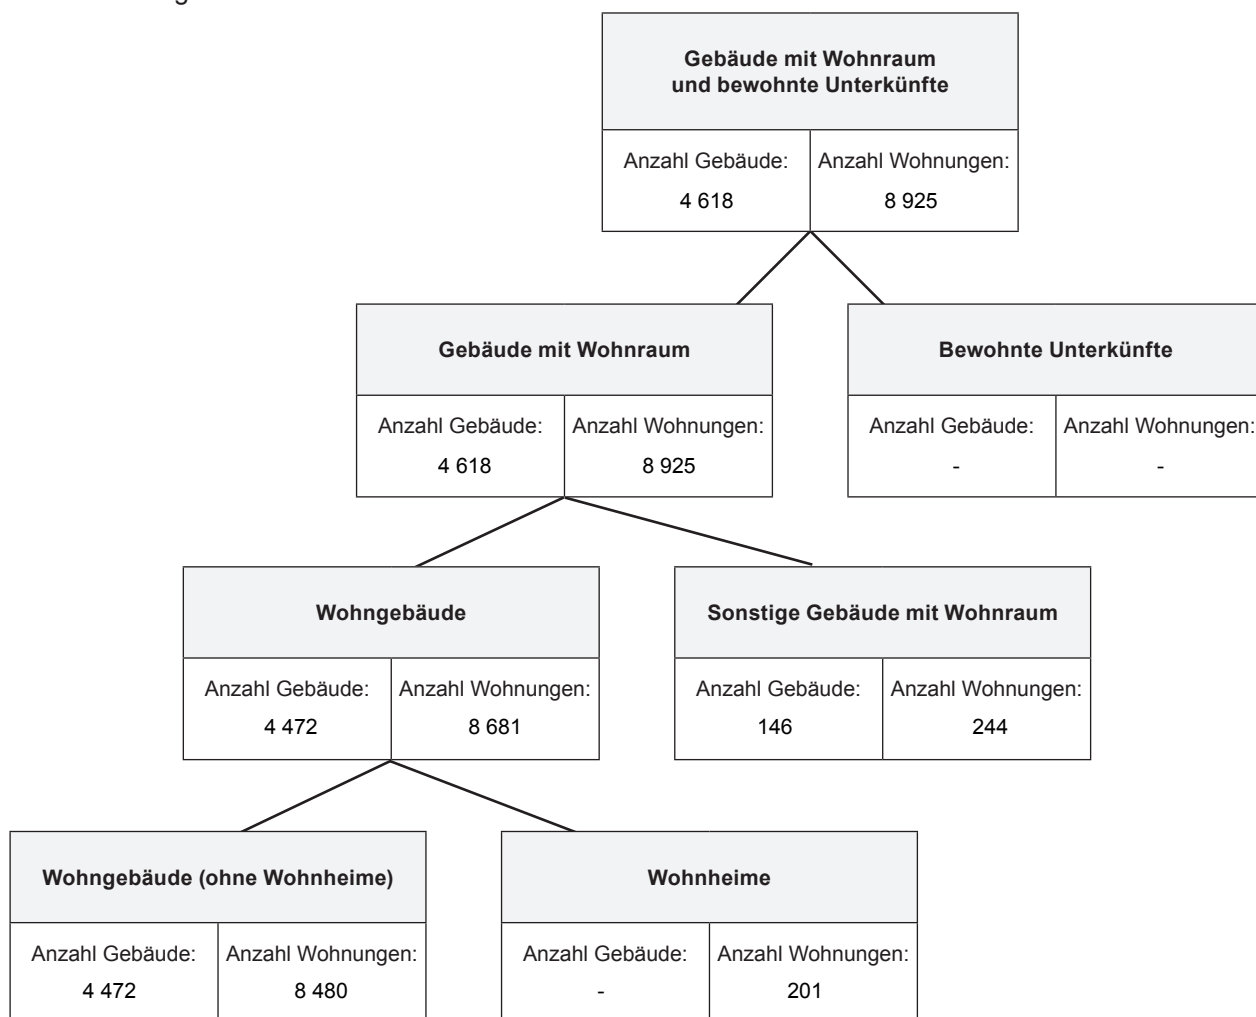 Gebäude mit Wohnraum
und bewohnte Unterkünfte
Anzahl Gebäude: Anzahl Wohnungen:
4 618 8 925
Gebäude mit Wohnraum
Anzahl Gebäude: Anzahl Wohnungen:
4 618 8 925
Bewohnte Unterkünfte
Anzahl Gebäude: Anzahl Wohnungen:
- -
Wohngebäude
Anzahl Gebäude: Anzahl Wohnungen:
4 472 8 681
Sonstige Gebäude mit Wohnraum
Anzahl Gebäude: Anzahl Wohnungen:
146 244
Wohngebäude (ohne Wohnheime)
Anzahl Gebäude: Anzahl Wohnungen:
4 472 8 480
Wohnheime
Anzahl Gebäude: Anzahl Wohnungen:
- 201